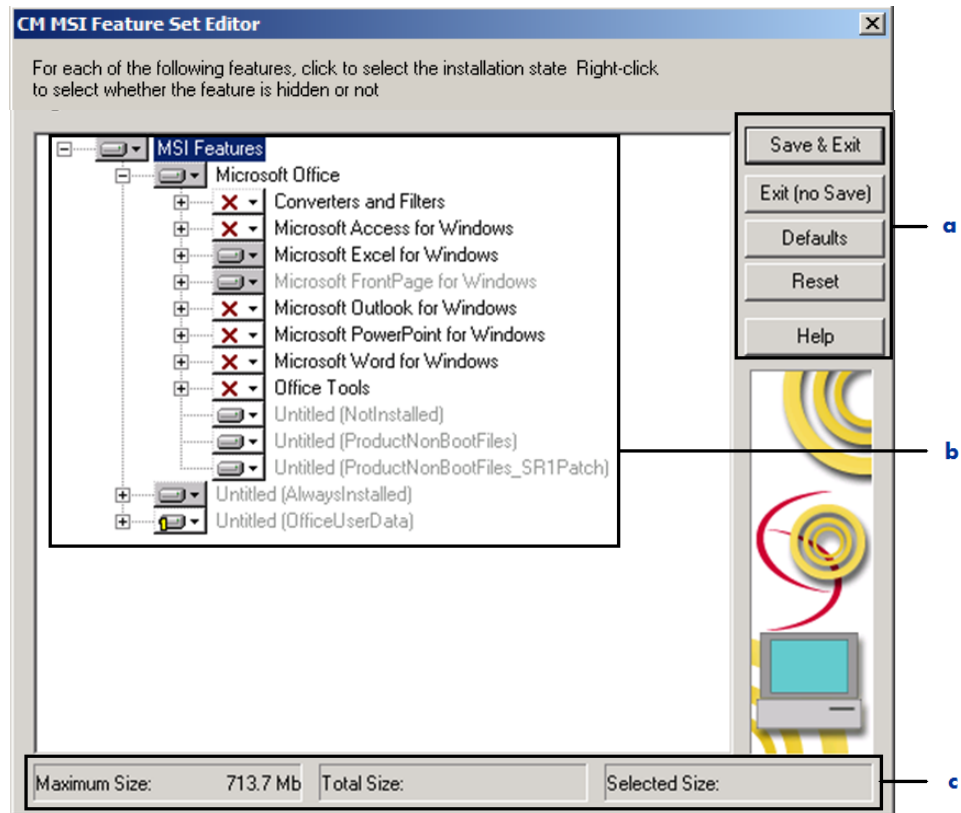 CM MSI Feature Set Editor
For each of the following features, click to select the installation state Right-click
to select whether the feature is hidden or not
MSI Features
Microsoft Office
Converters and Filters
Microsoft Access for Windows
Microsoft Excel for Windows
Microsoft FrontPage for Windows
Microsoft Outlook for Windows
Microsoft PowerPoint for Windows
Microsoft Word for Windows
Office Tools
Untitled (NotInstalled)
Untitled (ProductNonBootFiles)
Untitled (ProductNonBootFiles_SR1Patch)
Untitled (AlwaysInstalled)
Untitled (OfficeUserData)
Save & Exit
Exit (no Save)
Defaults
Reset
Help
a
b
Maximum Size: 713.7 Mb Total Size: Selected Size:
c